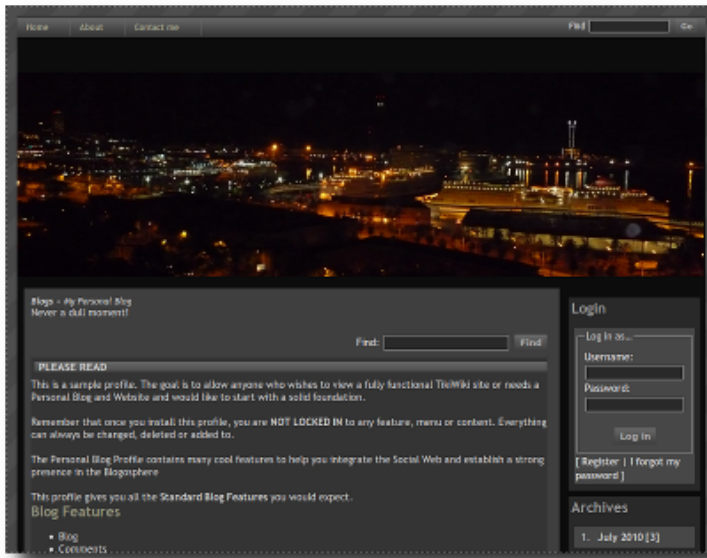 Home About Contact me Find Go
Blogs - My Personal Blog
Never a dull moment!
Find: Find
PLEASE READ
This is a sample profile. The goal is to allow anyone who wishes to view a fully functional TikiWiki site or needs a
Personal Blog and Website and would like to start with a solid foundation.
Remember that once you install this profile, you are NOT LOCKED IN to any feature, menu or content. Everything
can always be changed, deleted or added to.
The Personal Blog Profile contains many cool features to help you integrate the Social Web and establish a strong
presence in the Blogosphere
This profile gives you all the Standard Blog Features you would expect.
Blog Features
• Blog
• Comments
Login
Log in as...
Username:
Password:
Log in
[ Register | I forgot my
password ]
Archives
1. July 2010 [3]